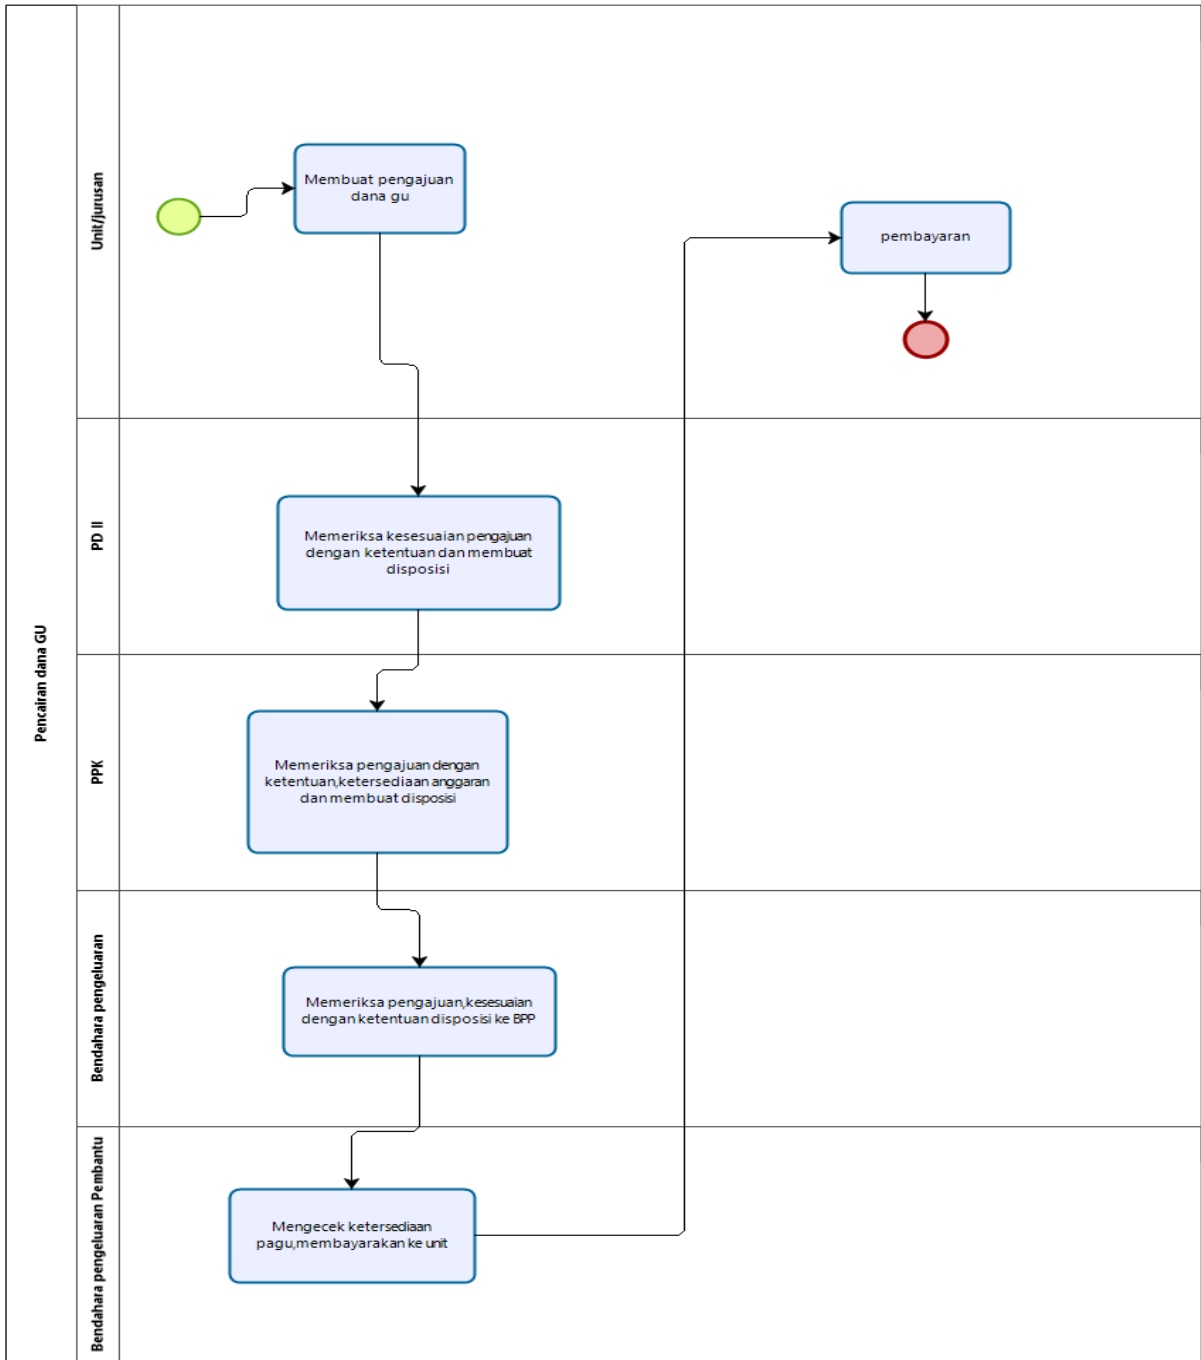 Pencairan dana GU
Unit/jurusan
Membuat pengajuan
dana gu
pembayaran
PD II
Memeriksa kesesuaian pengajuan
dengan ketentuan dan membuat
disposisi
PPK
Memeriksa pengajuan dengan
ketentuan,ketersediaan anggaran
dan membuat disposisi
Bendahara pengeluaran
Memeriksa pengajuan,kesesuaian
dengan ketentuan disposisi ke BPP
Bendahara pengeluaran Pembantu
Mengecek ketersediaan
pagu,membayarakan ke unit